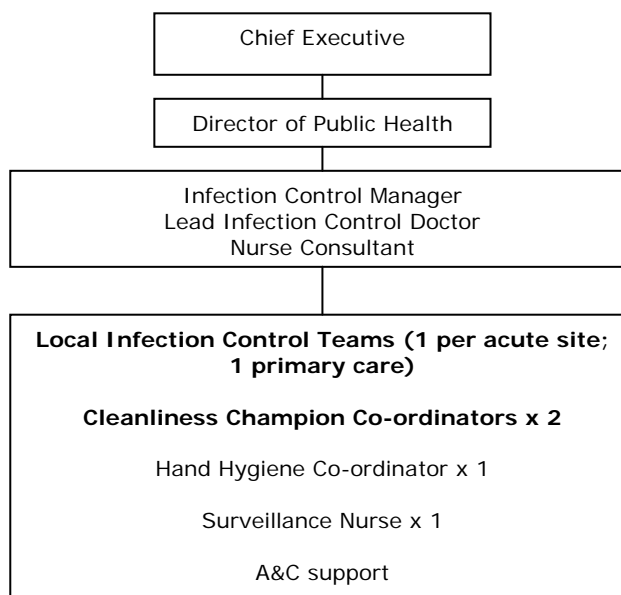 Chief Executive
Director of Public Health
Infection Control Manager
Lead Infection Control Doctor
Nurse Consultant
Local Infection Control Teams (1 per acute site;
1 primary care)
Cleanliness Champion Co-ordinators x 2
Hand Hygiene Co-ordinator x 1
Surveillance Nurse x 1
A&C support